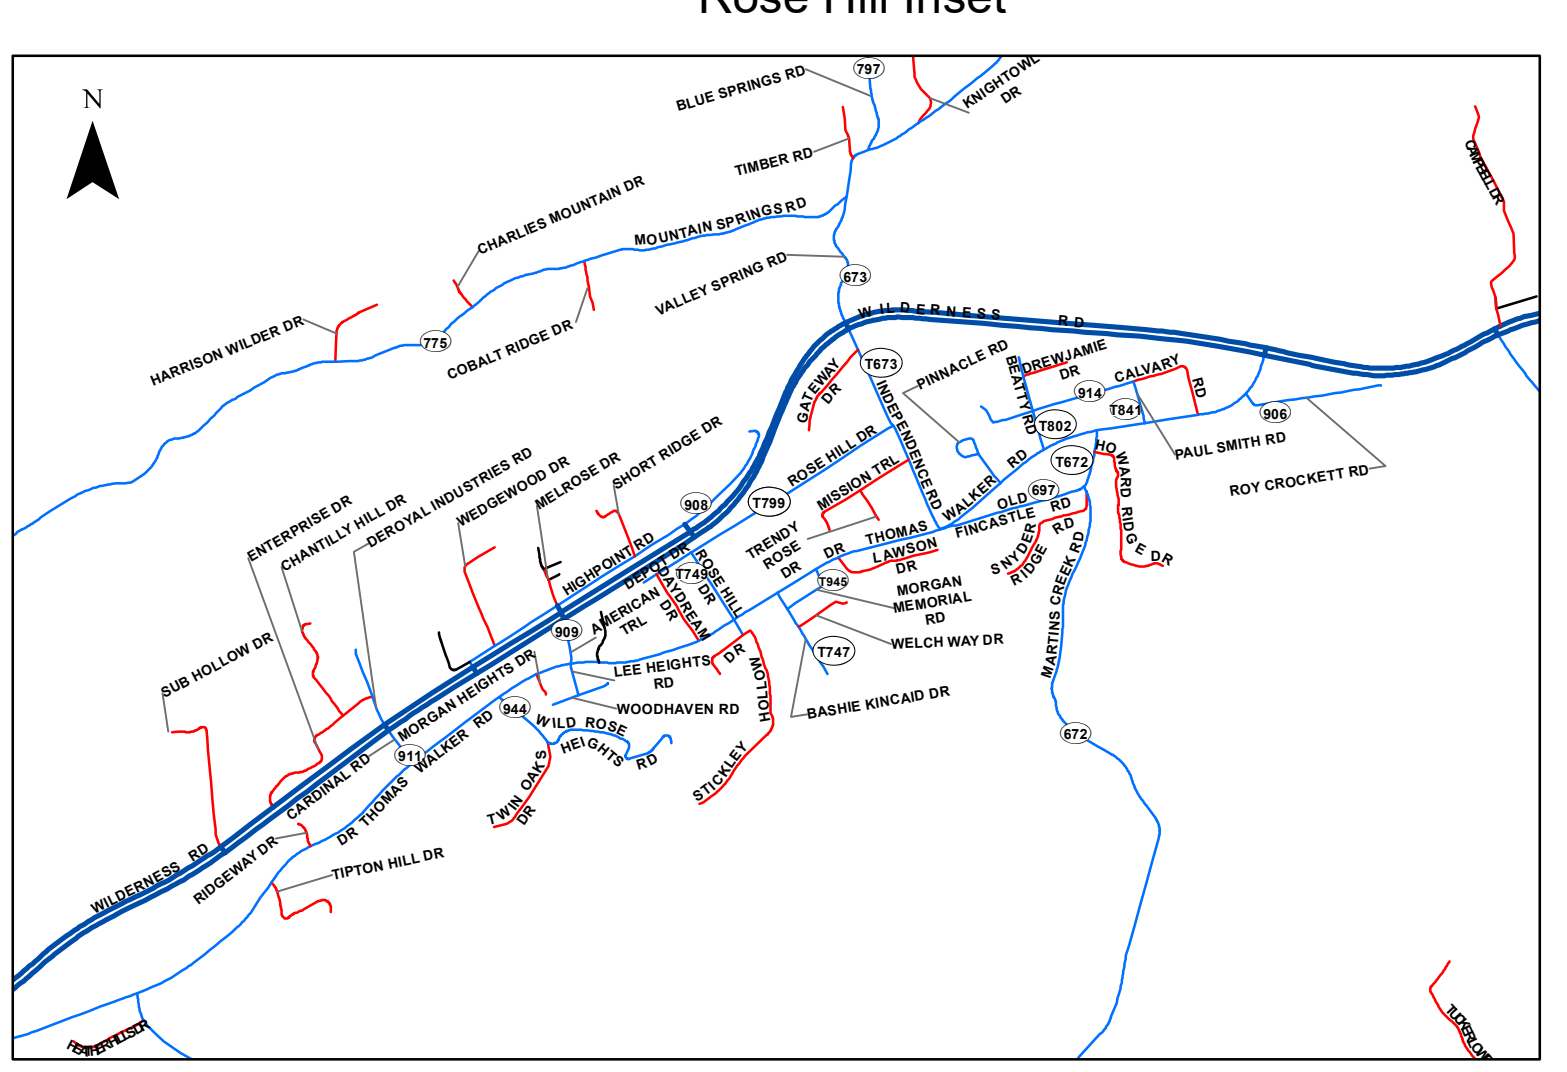 Rose Hill Inset
N
BLUE SPRINGS RD
797
KNIGHTOWL
DR
TIMBER RD
CAMPBELL DR
CHARLIES MOUNTAIN DR
MOUNTAIN SPRINGS RD
VALLEY SPRING RD
673
HARRISON WILDER DR
775
COBALT RIDGE DR
WILDERNESS RD
GATEWAY
DR
T673
PINNACLE RD
BEATTY RD
DREWJAMIE
DR
CALVARY
RD
914
T841
906
INDEPENDENCE RD
T802
PAUL SMITH RD
ROY CROCKETT RD
SHORT RIDGE DR
ROSE HILL DR
MISSION TRL
WALKER RD
T672
HOWARD RIDGE DR
ENTERPRISE DR
CHANTILLY HILL DR
DEROYAL INDUSTRIES RD
WEDGEWOOD DR
MELROSE DR
908
T799
697
OLD
FINCASTLE RD
TRENDY
ROSE
DR
DR THOMAS
LAWSON
DR
SNYDER
RIDGE RD
HIGHPOINT RD
DEPOT DR
T749
ROSE HILL
DR
T945
MORGAN
MEMORIAL
RD
MARTINS CREEK RD
DAYDREAM
DR
AMERICAN
TRL
909
WELCH WAY DR
T747
SUB HOLLOW DR
MORGAN HEIGHTS DR
LEE HEIGHTS
RD
WOODHAVEN RD
BASHIE KINCAID DR
944
WILD ROSE
HEIGHTS RD
STICKLEY HOLLOW DR
672
911
DR THOMAS WALKER RD
TWIN OAKS
DR
CARDINAL RD
WILDERNESS RD
RIDGEWAY DR
TIPTON HILL DR
FEATHERHILLS DR